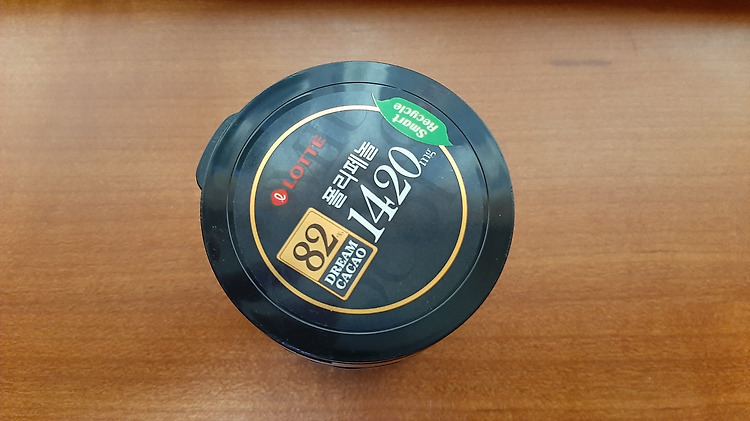 LOTTE
폴리페놀
1420mg
82%
DREAM
CACAO
Smart
Recycle